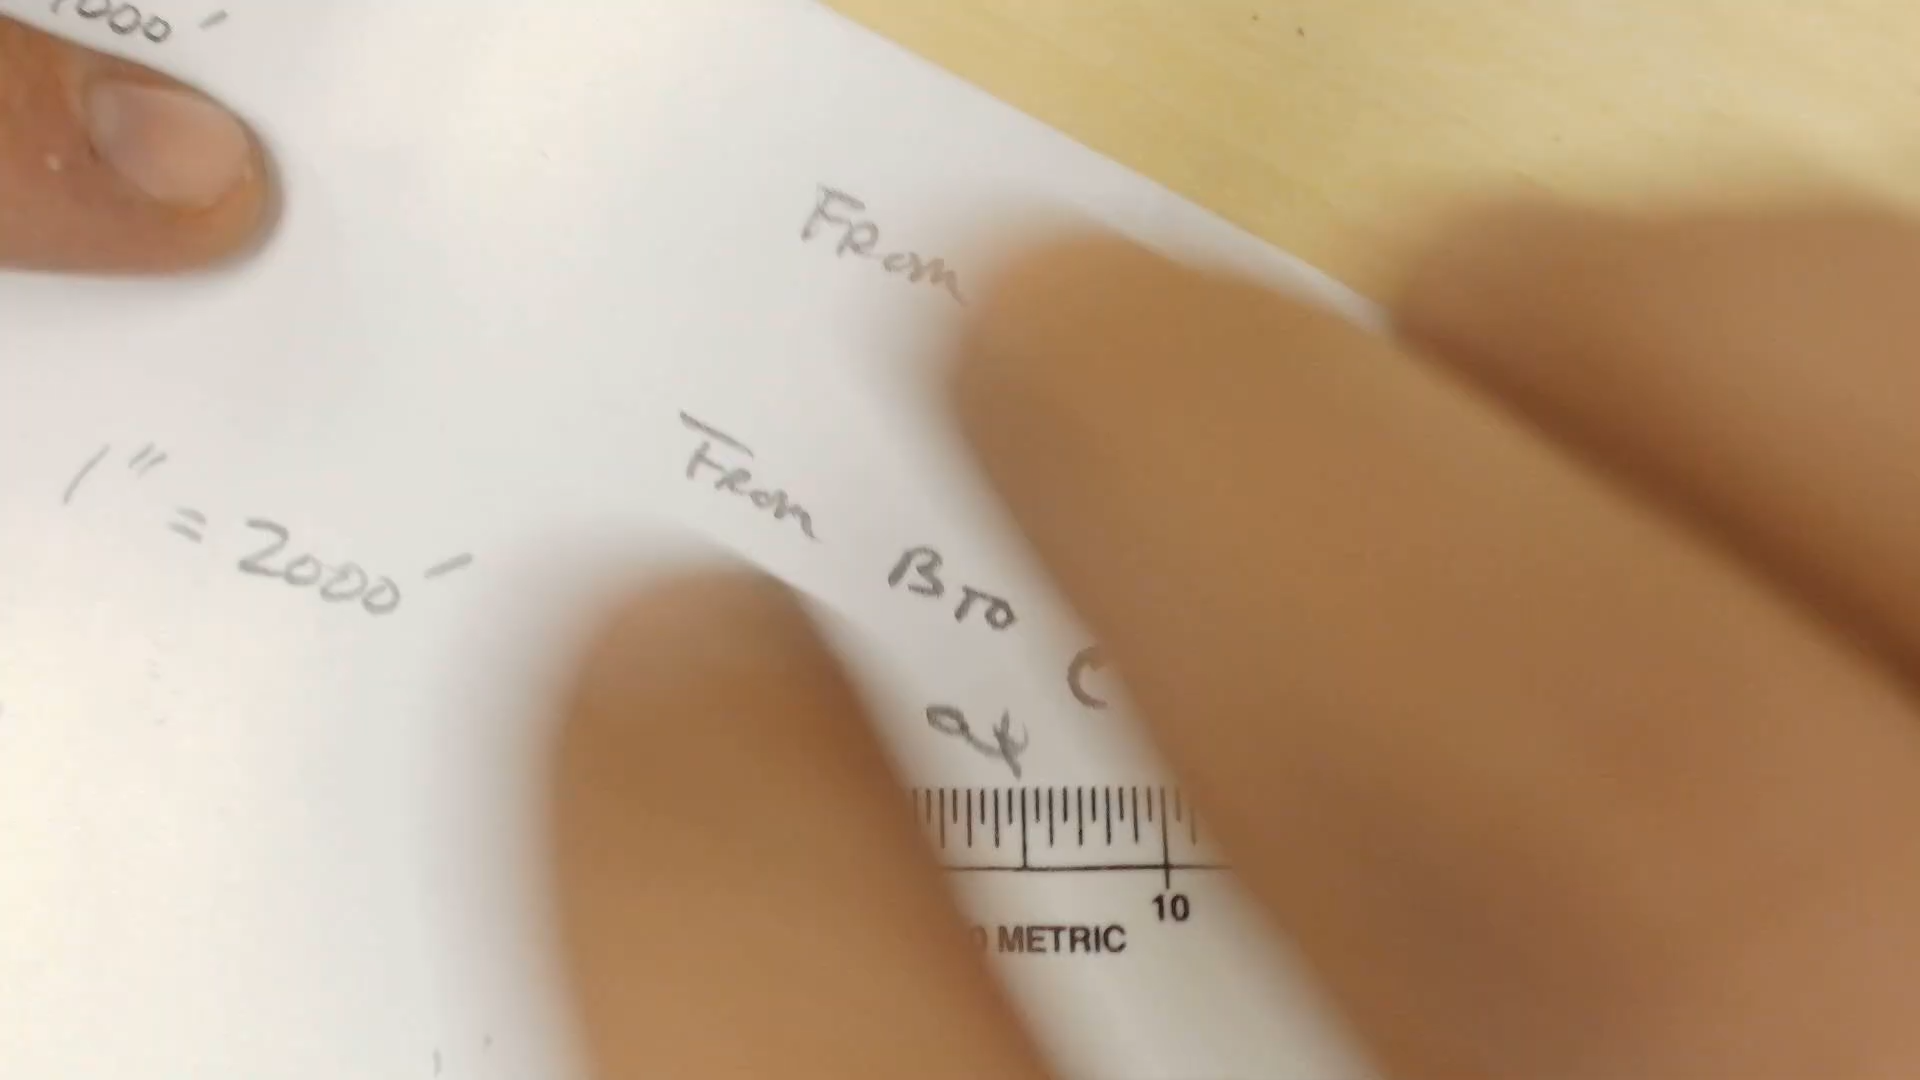 000'
From
From B TO C
1" = 2000'
at
10
METRIC